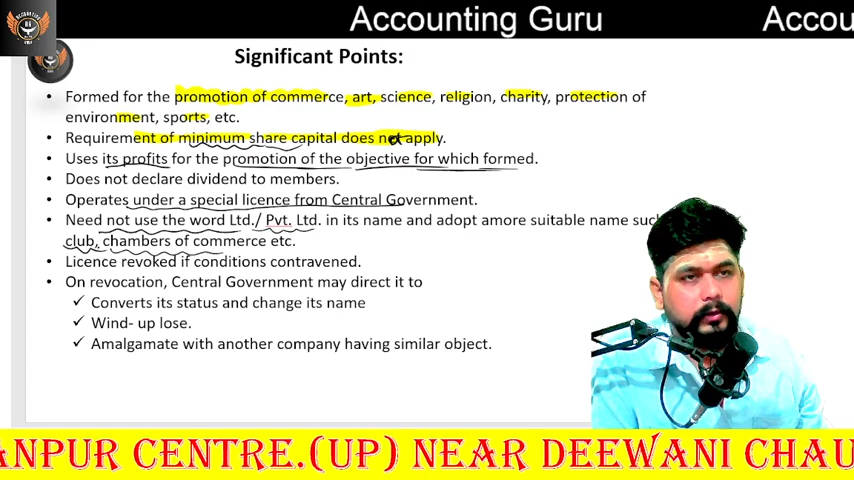 Accounting Guru
Accou
Significant Points:
• Formed for the promotion of commerce, art, science, religion, charity, protection of
environment, sports, etc.
• Requirement of minimum share capital does not apply.
• Uses its profits for the promotion of the objective for which formed.
• Does not declare dividend to members.
• Operates under a special licence from Central Government.
• Need not use the word Ltd./ Pvt. Ltd. in its name and adopt amore suitable name suc
club, chambers of commerce etc.
• Licence revoked if conditions contravened.
• On revocation, Central Government may direct it to
✓ Converts its status and change its name
✓ Wind- up lose.
✓ Amalgamate with another company having similar object.
ANPUR CENTRE.(UP) NEAR DEEWANI CHAU